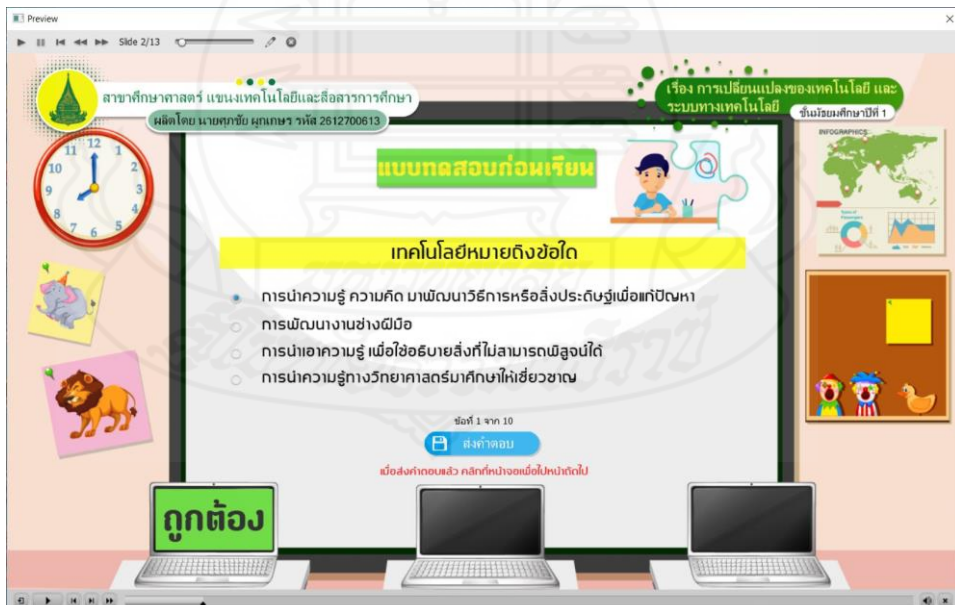 Preview
Slide 2/13
สาขาศึกษาศาสตร์ แขนงเทคโนโลยีและสื่อสารการศึกษา
ผลิตโดย นายศุภชัย ผูกเกษร รหัส 2612700613
เรื่อง การเปลี่ยนแปลงของเทคโนโลยี และ
ระบบทางเทคโนโลยี
ชั้นมัธยมศึกษาปีที่ 1
12
1
2
3
4
5
6
7
8
9
10
11
INFOGRAPHICS
แบบทดสอบก่อนเรียน
เทคโนโลยีหมายถึงข้อใด
การนำความรู้ ความคิด มาพัฒนาวิธีการหรือสิ่งประดิษฐ์เพื่อแก้ปัญหา
การพัฒนางานช่างฝีมือ
การนำเอาความรู้ เพื่อใช้อธิบายสิ่งที่ไม่สามารถพิสูจน์ได้
การนำความรู้ทางวิทยาศาสตร์มาศึกษาให้เชี่ยวชาญ
ข้อที่ 1 จาก 10
ส่งคำตอบ
เมื่อส่งคำตอบแล้ว คลิกที่หน้าจอเพื่อไปหน้าถัดไป
ถูกต้อง